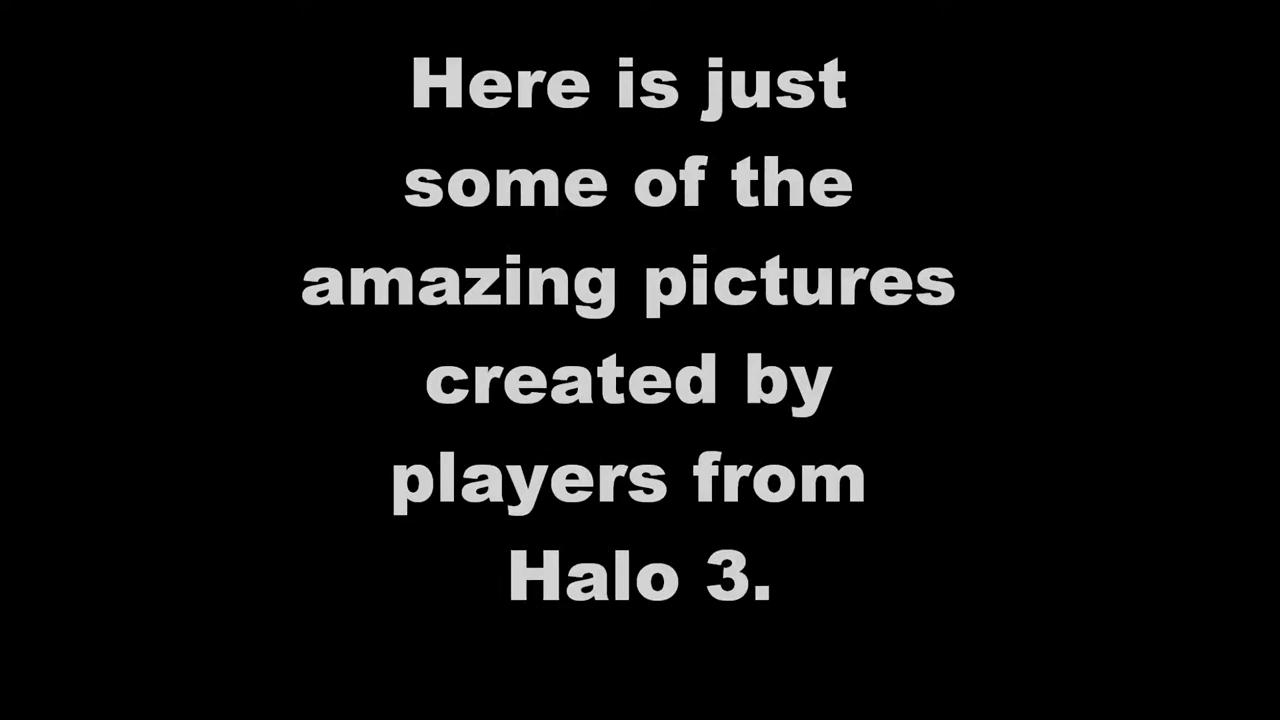 Here is just
some of the
amazing pictures
created by
players from
Halo 3.